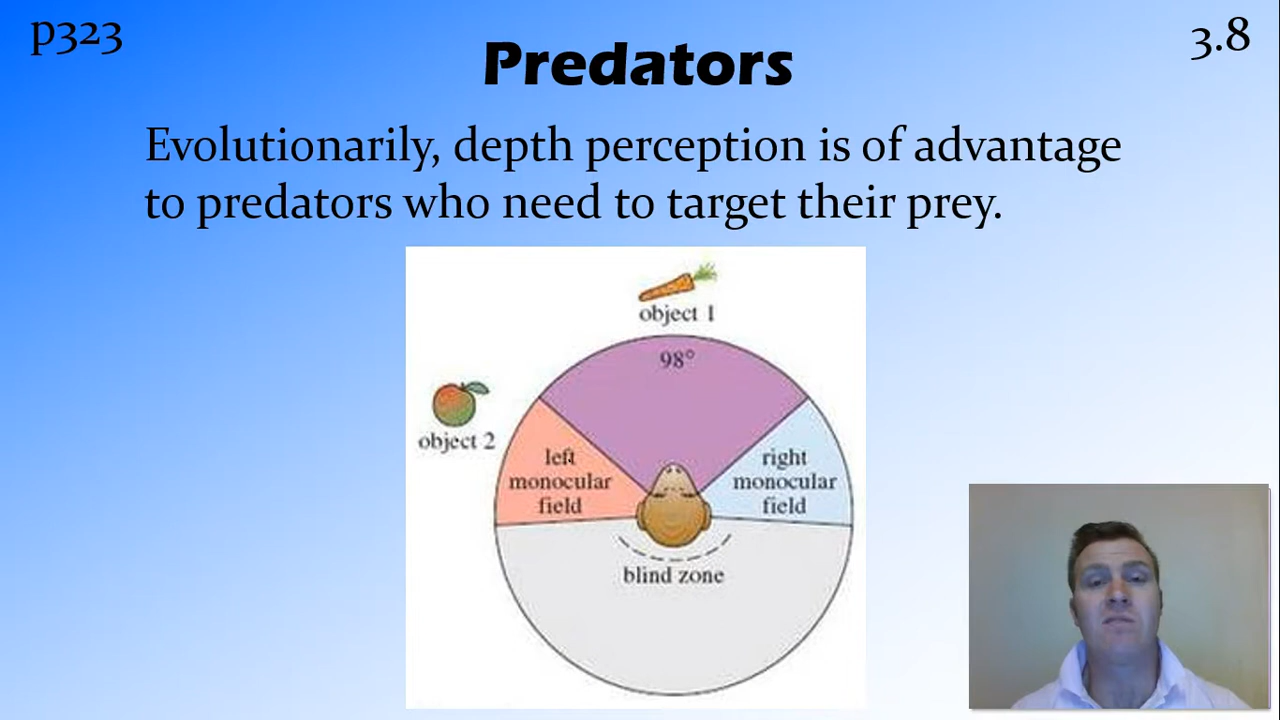 p323
3.8
Predators
Evolutionarily, depth perception is of advantage
to predators who need to target their prey.
object 1
98°
object 2
left
monocular
field
right
monocular
field
blind zone